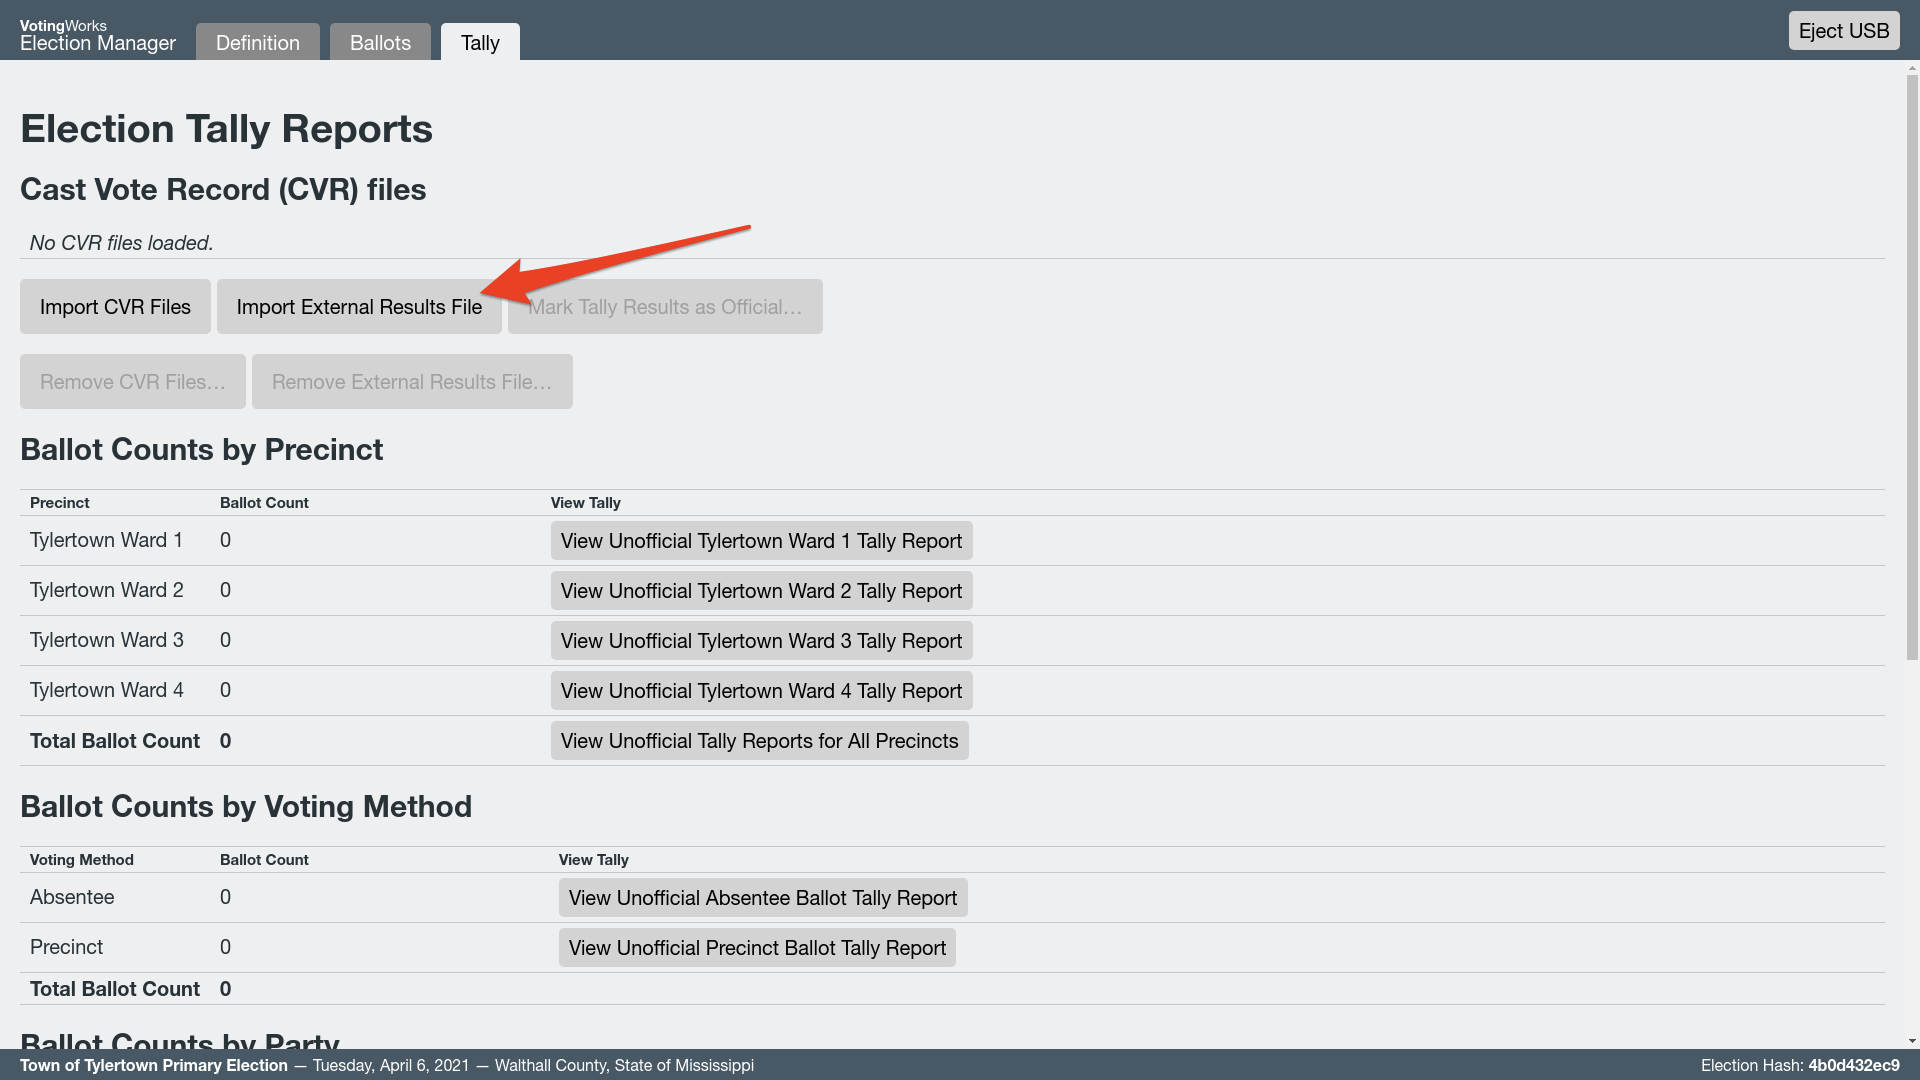 VotingWorks
Election Manager
Definition
Ballots
Tally
Eject USB
Election Tally Reports
Cast Vote Record (CVR) files
No CVR files loaded.
Import CVR Files
Import External Results File
Mark Tally Results as Official…
Remove CVR Files…
Remove External Results File…
Ballot Counts by Precinct
Precinct Ballot Count View Tally
Tylertown Ward 1 0 View Unofficial Tylertown Ward 1 Tally Report
Tylertown Ward 2 0 View Unofficial Tylertown Ward 2 Tally Report
Tylertown Ward 3 0 View Unofficial Tylertown Ward 3 Tally Report
Tylertown Ward 4 0 View Unofficial Tylertown Ward 4 Tally Report
Total Ballot Count 0 View Unofficial Tally Reports for All Precincts
Ballot Counts by Voting Method
Voting Method Ballot Count View Tally
Absentee 0 View Unofficial Absentee Ballot Tally Report
Precinct 0 View Unofficial Precinct Ballot Tally Report
Total Ballot Count 0
Ballot Counts by Party
Town of Tylertown Primary Election — Tuesday, April 6, 2021 — Walthall County, State of Mississippi
Election Hash: 4b0d432ec9